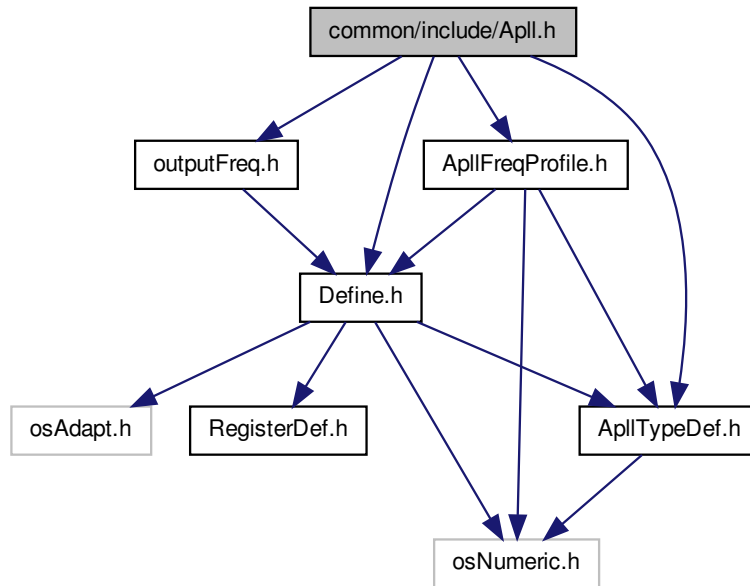 common/include/Apll.h
outputFreq.h
ApllFreqProfile.h
Define.h
osAdapt.h
RegisterDef.h
ApllTypeDef.h
osNumeric.h